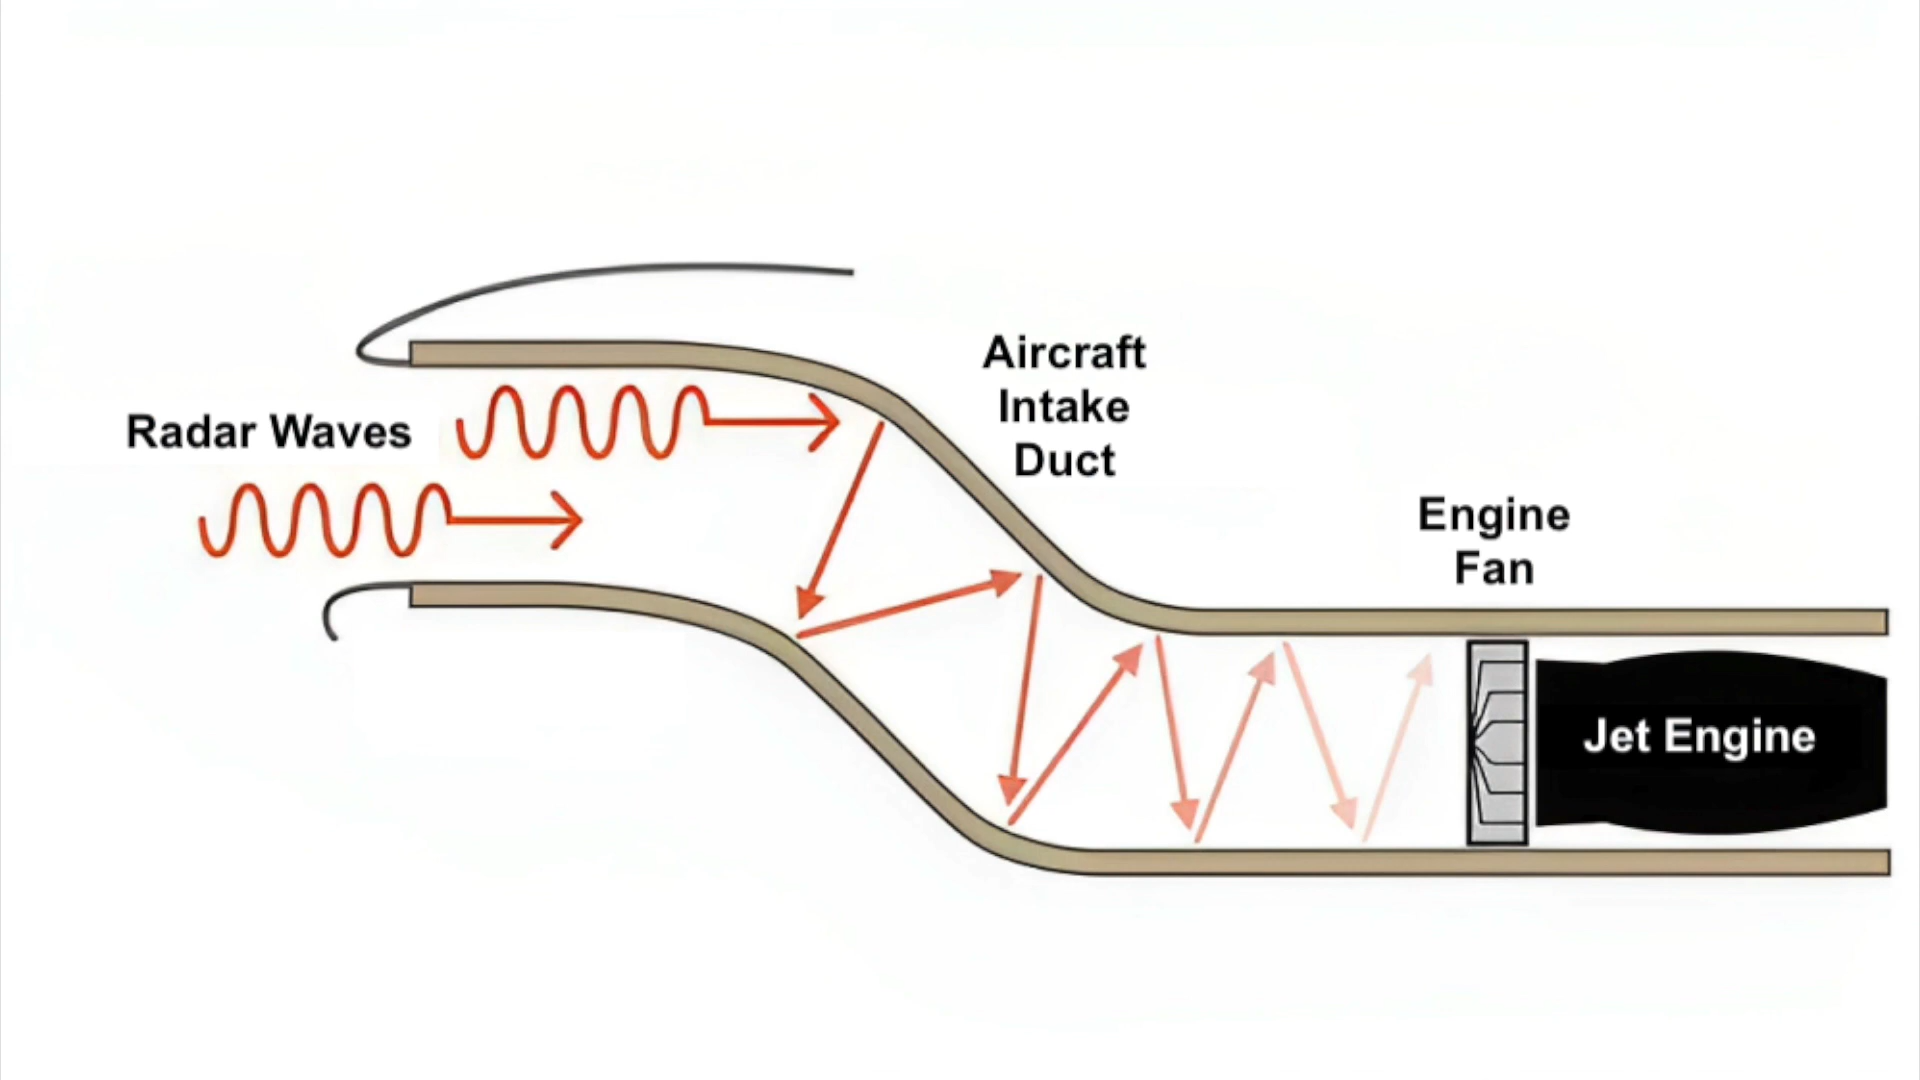 Radar Waves
Aircraft
Intake
Duct
Engine
Fan
Jet Engine